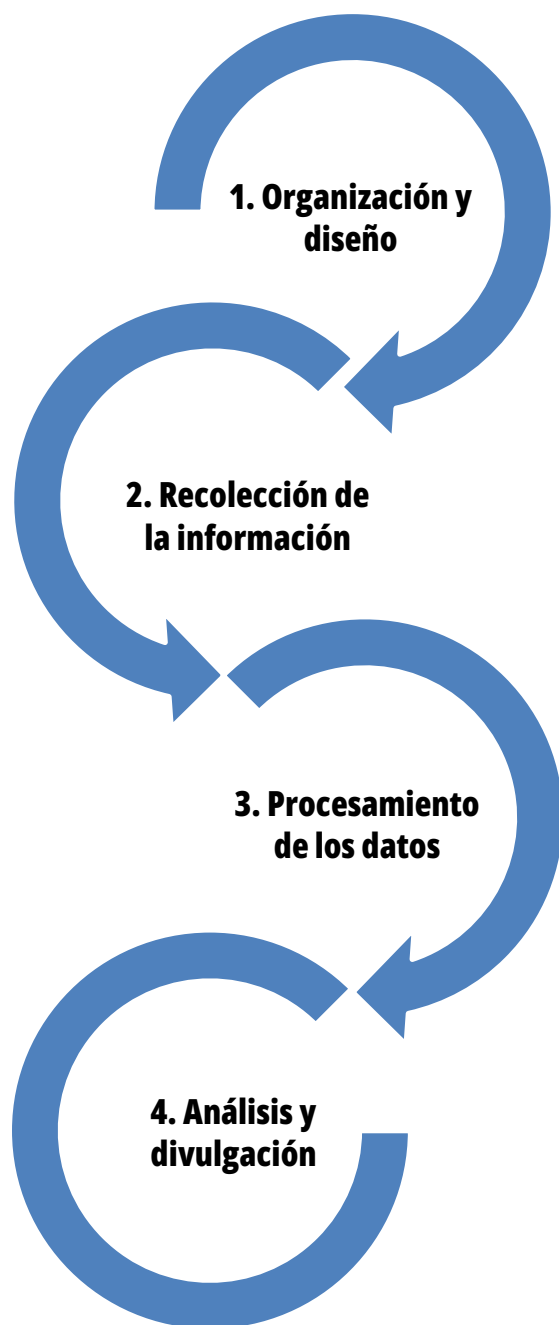 1. Organización y
diseño
2. Recolección de
la información
3. Procesamiento
de los datos
4. Análisis y
divulgación